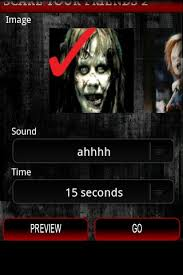 SCARE YOUR FRIENDS 2
Image
Sound
ahhhh
Time
15 seconds
PREVIEW
GO